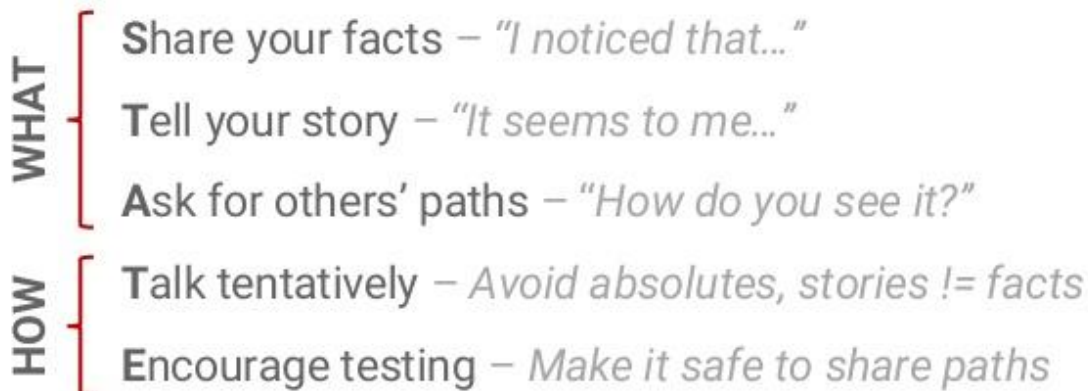 WHAT
Share your facts – “I noticed that…”
Tell your story – “It seems to me…”
Ask for others’ paths – “How do you see it?”
HOW
Talk tentatively – Avoid absolutes, stories != facts
Encourage testing – Make it safe to share paths